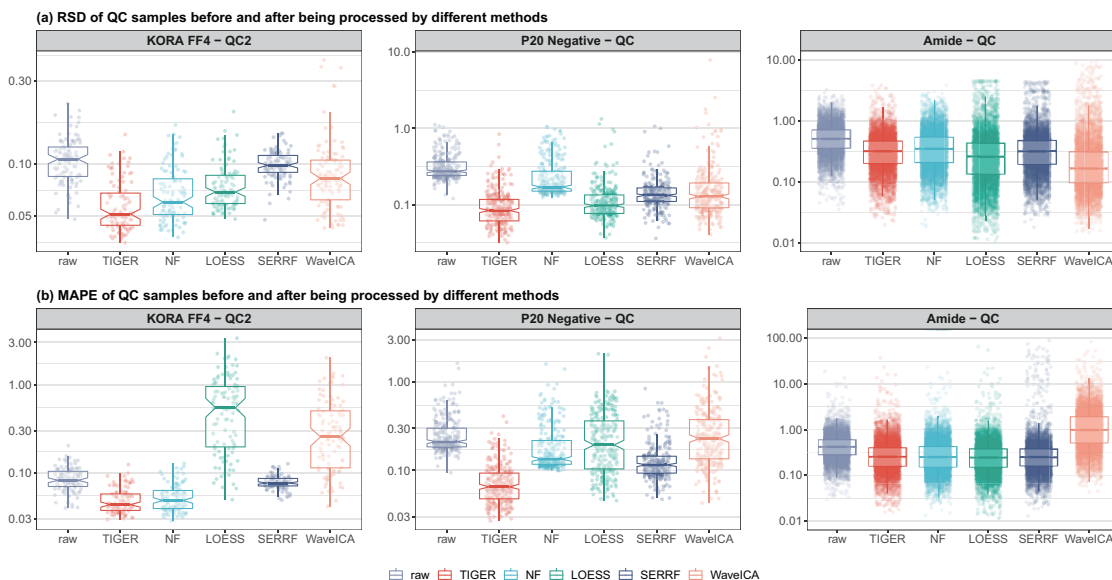 (a) RSD of QC samples before and after being processed by different methods
KORA FF4 − QC2
P20 Negative − QC
Amide − QC
0.30
0.10
0.05
10.0
1.0
0.1
10.00
1.00
0.10
0.01
raw TIGER NF LOESS SERRF WaveICA
raw TIGER NF LOESS SERRF WaveICA
raw TIGER NF LOESS SERRF WaveICA
(b) MAPE of QC samples before and after being processed by different methods
KORA FF4 − QC2
P20 Negative − QC
Amide − QC
3.00
1.00
0.30
0.10
0.03
3.00
1.00
0.30
0.10
0.03
100.00
10.00
1.00
0.10
0.01
raw TIGER NF LOESS SERRF WaveICA
raw TIGER NF LOESS SERRF WaveICA
raw TIGER NF LOESS SERRF WaveICA
raw TIGER NF LOESS SERRF WaveICA